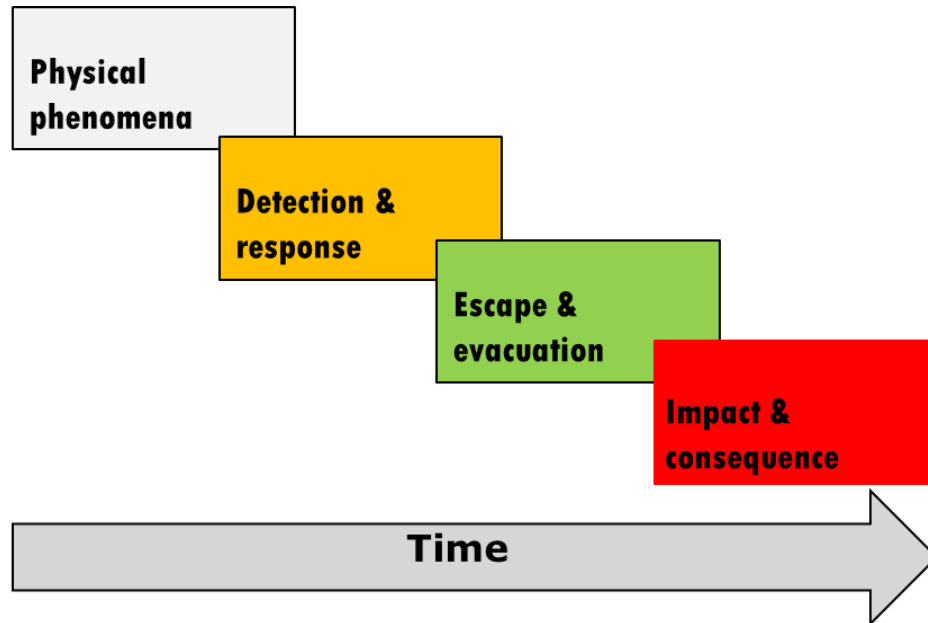 Physical
phenomena
Detection &
response
Escape &
evacuation
Impact &
consequence
Time